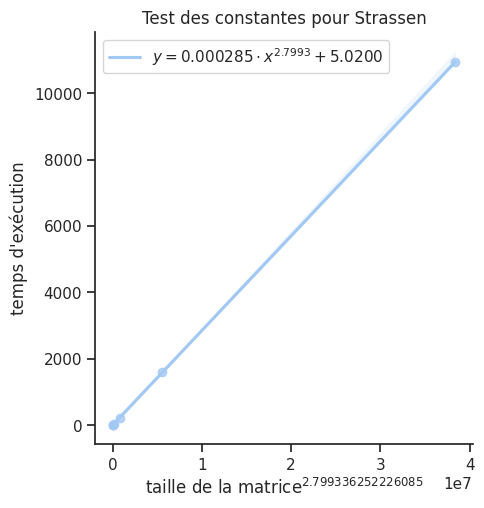 Test des constantes pour Strassen
y = 0.000285 · x^2.7993 + 5.0200
temps d'exécution
10000
8000
6000
4000
2000
0
0 1 2 3 4
1e7
taille de la matrice^2.799336252226085